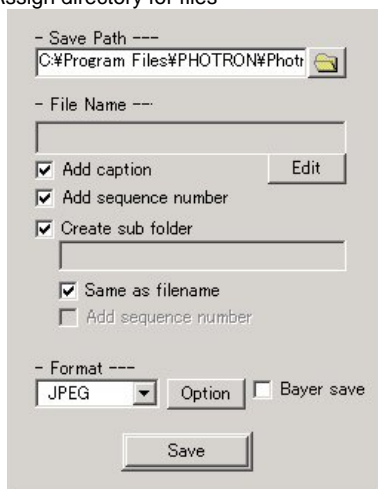 Assign directory for files
- Save Path ---
C:¥Program Files¥PHOTRON¥Photr
- File Name ---
Add caption
Edit
Add sequence number
Create sub folder
Same as filename
Add sequence number
- Format ---
JPEG
Option
Bayer save
Save